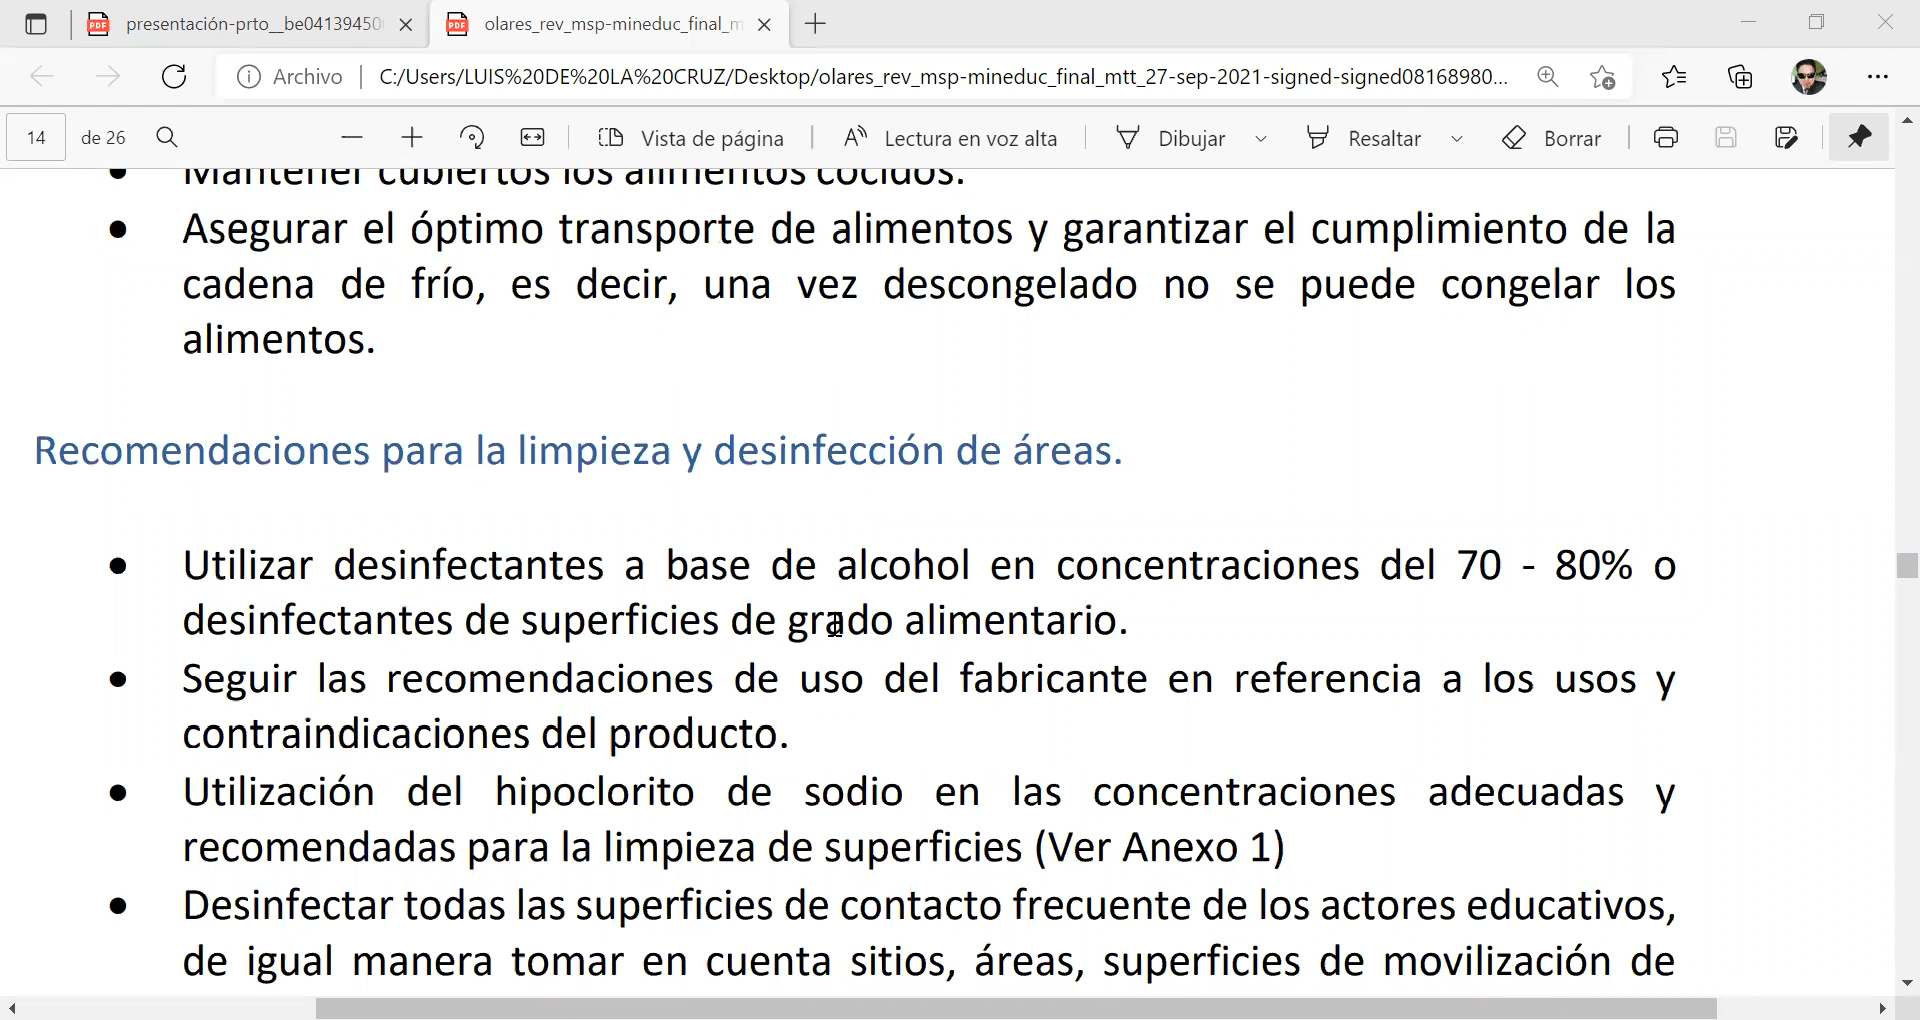 presentación-prto__be04139450
olares_rev_msp-mineduc_final_m
Archivo
C:/Users/LUIS%20DE%20LA%20CRUZ/Desktop/olares_rev_msp-mineduc_final_mtt_27-sep-2021-signed-signed08168980...
14 de 26
Vista de página
Lectura en voz alta
Dibujar
Resaltar
Borrar
• Mantener cubiertos los alimentos cocidos.
• Asegurar el óptimo transporte de alimentos y garantizar el cumplimiento de la
cadena de frío, es decir, una vez descongelado no se puede congelar los
alimentos.
Recomendaciones para la limpieza y desinfección de áreas.
• Utilizar desinfectantes a base de alcohol en concentraciones del 70 - 80% o
desinfectantes de superficies de grado alimentario.
• Seguir las recomendaciones de uso del fabricante en referencia a los usos y
contraindicaciones del producto.
• Utilización del hipoclorito de sodio en las concentraciones adecuadas y
recomendadas para la limpieza de superficies (Ver Anexo 1)
• Desinfectar todas las superficies de contacto frecuente de los actores educativos,
de igual manera tomar en cuenta sitios, áreas, superficies de movilización de